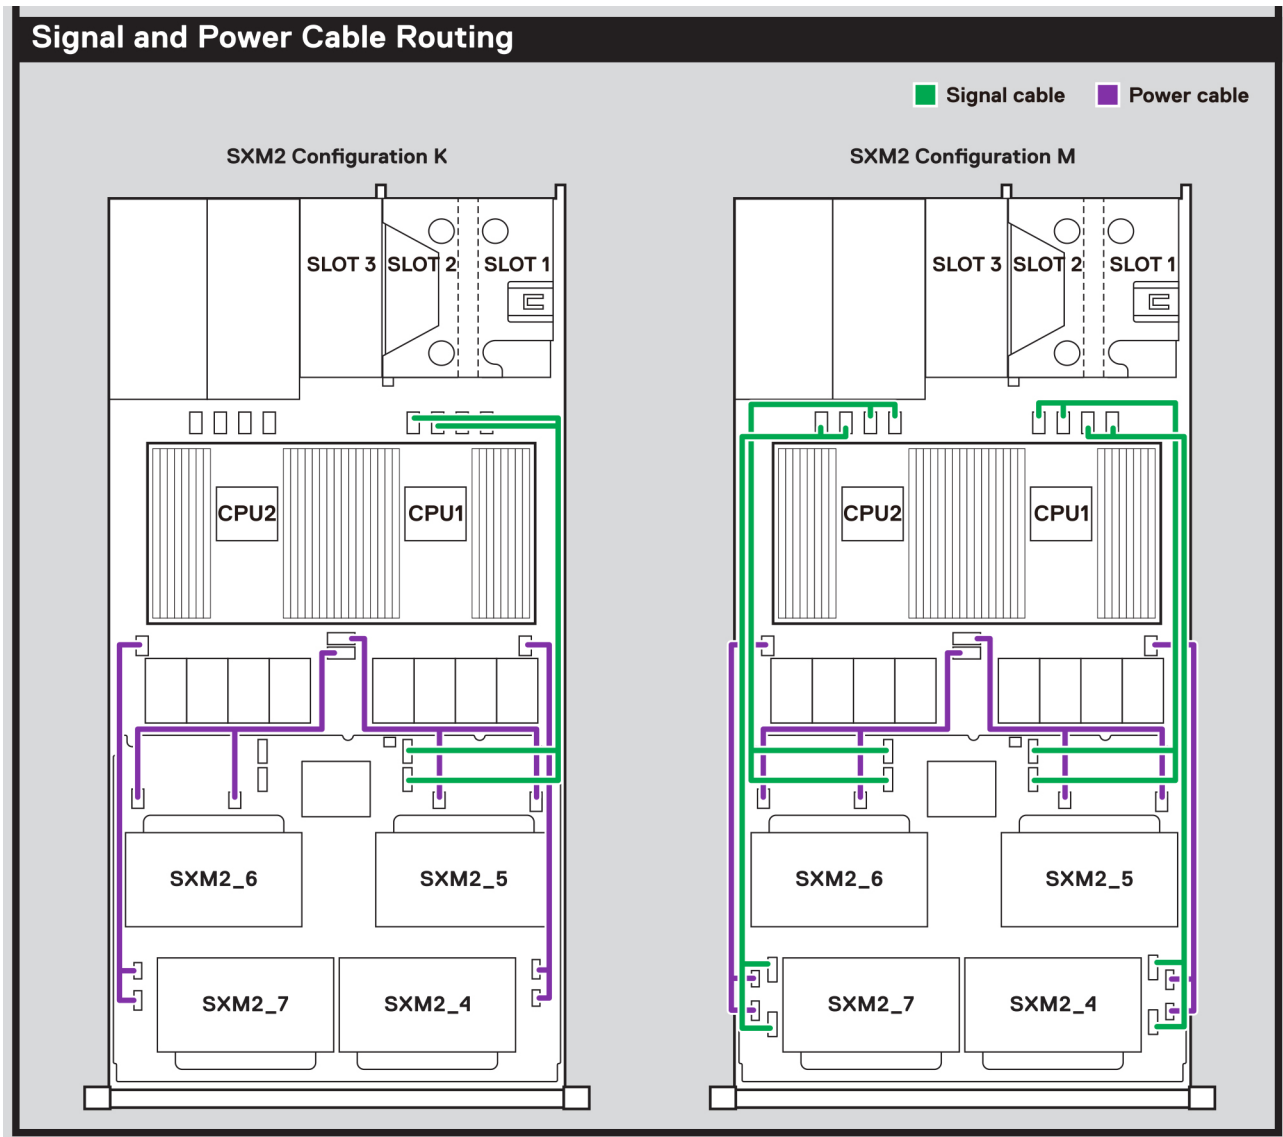 Signal and Power Cable Routing
Signal cable
Power cable
SXM2 Configuration K
SXM2 Configuration M
SLOT 3
SLOT 2
SLOT 1
SLOT 3
SLOT 2
SLOT 1
CPU2
CPU1
CPU2
CPU1
SXM2_6
SXM2_5
SXM2_6
SXM2_5
SXM2_7
SXM2_4
SXM2_7
SXM2_4